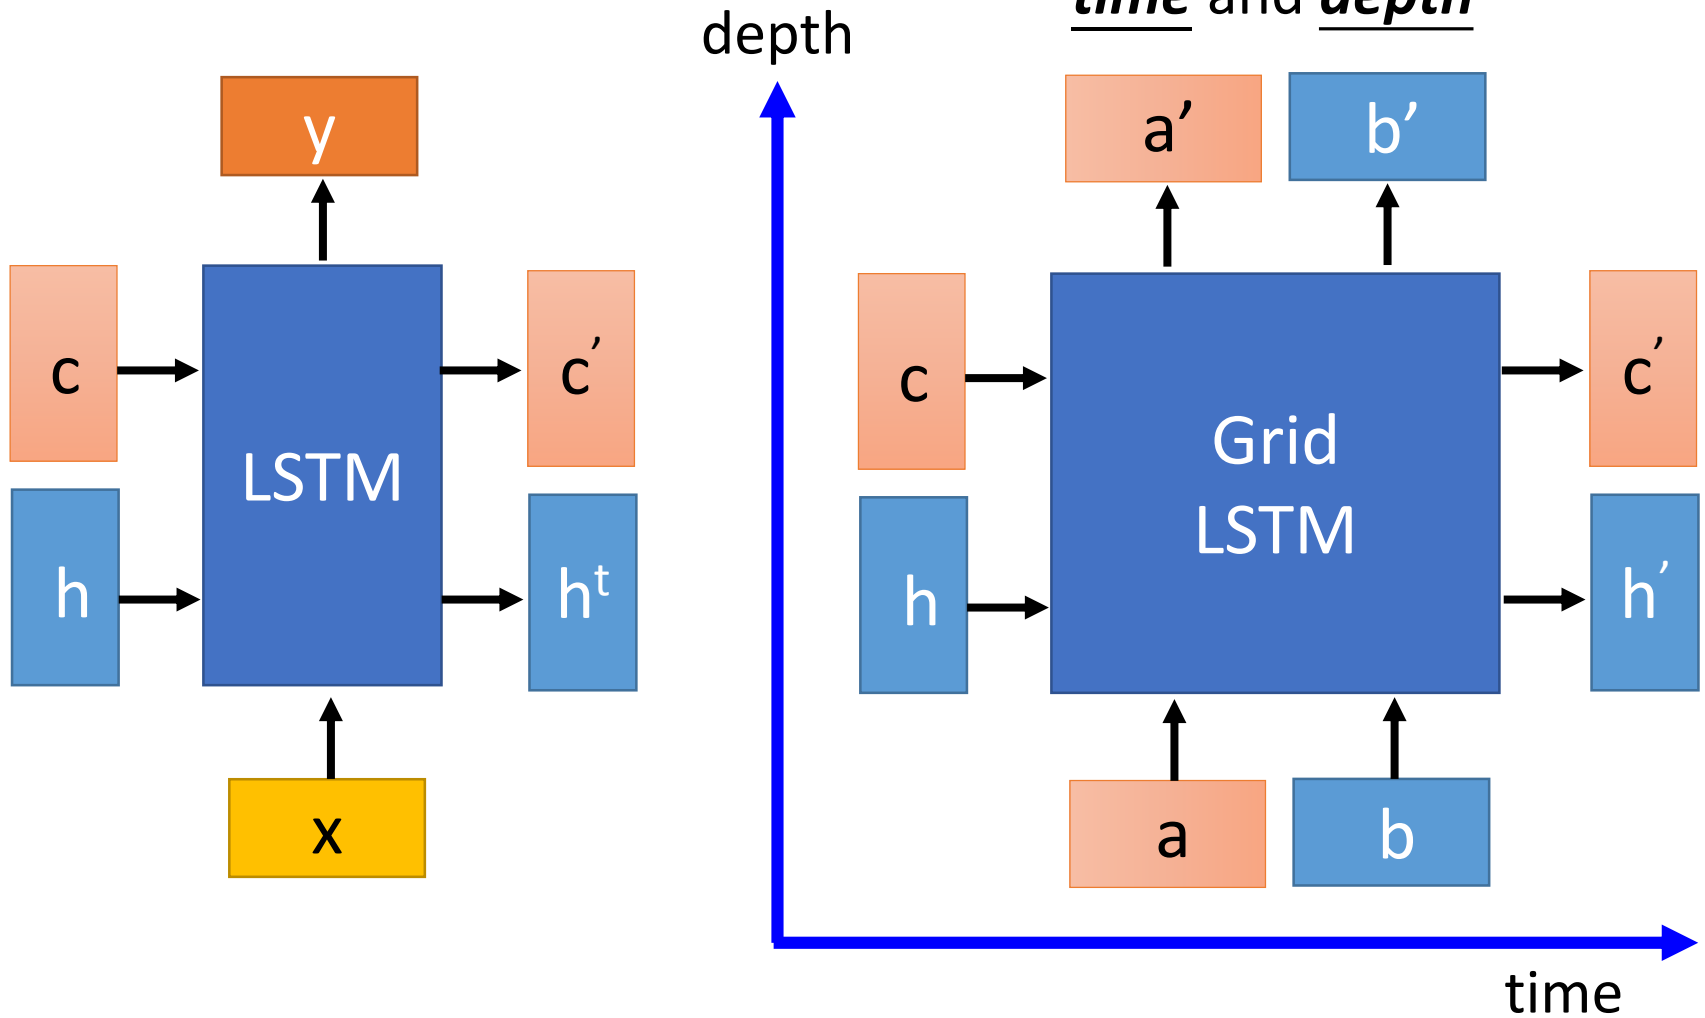 time and depth
depth
y
a’
b’
c
c’
c
c’
LSTM
Grid
LSTM
h
hᵗ
h
h’
x
a
b
time